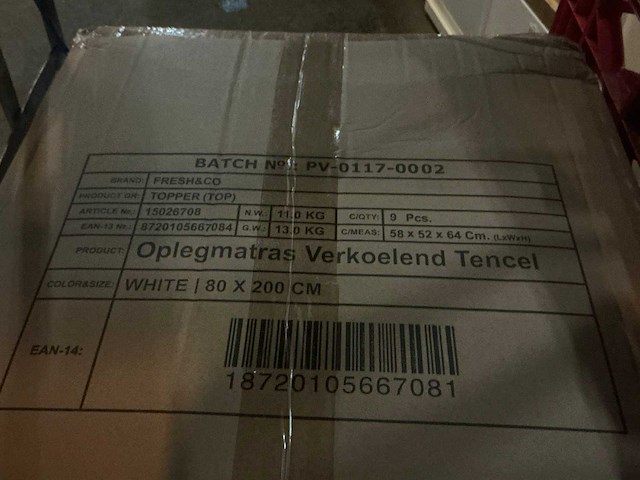 BATCH Nº: PV-0117-0002
BRAND: FRESH&CO
PRODUCT GR: TOPPER (TOP)
ARTICLE Nr.: 15026708 N.W.: 11.0 KG C/QTY: 9 Pcs.
EAN-13 Nr.: 8720105667084 G.W.: 13.0 KG C/MEAS: 58 x 52 x 64 Cm. (LxWxH)
PRODUCT: Oplegmatras Verkoelend Tencel
COLOR&SIZE: WHITE | 80 X 200 CM
EAN-14:
18720105667081